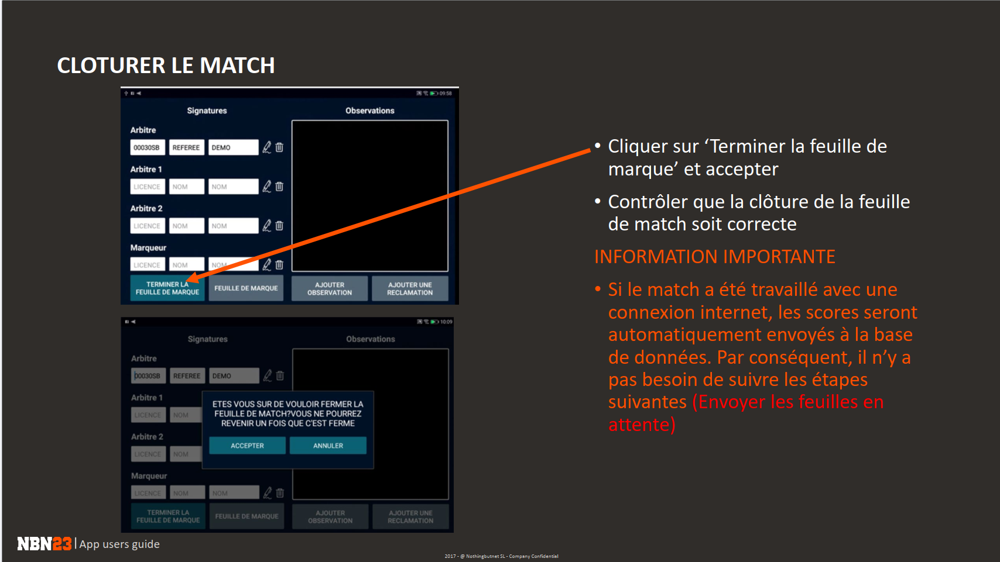 CLOTURER LE MATCH
09:58
Signatures
Observations
Arbitre
00030SB REFEREE DEMO
Arbitre 1
LICENCE NOM NOM
Arbitre 2
LICENCE NOM NOM
Marqueur
LICENCE NOM NOM
TERMINER LA
FEUILLE DE MARQUE
FEUILLE DE MARQUE
AJOUTER
OBSERVATION
AJOUTER UNE
RECLAMATION
10:09
Signatures
Observations
Arbitre
00030SB REFEREE DEMO
Arbitre 1
LICENCE NOM
Arbitre 2
LICENCE NOM
ETES VOUS SUR DE VOULOIR FERMER LA
FEUILLE DE MATCH?VOUS NE POURREZ
REVENIR UN FOIS QUE C'EST FERME
ACCEPTER
ANNULER
Marqueur
LICENCE NOM NOM
TERMINER LA
FEUILLE DE MARQUE
FEUILLE DE MARQUE
AJOUTER
OBSERVATION
AJOUTER UNE
RECLAMATION
• Cliquer sur ‘Terminer la feuille de
marque’ et accepter
• Contrôler que la clôture de la feuille
de match soit correcte
INFORMATION IMPORTANTE
• Si le match a été travaillé avec une
connexion internet, les scores seront
automatiquement envoyés à la base
de données. Par conséquent, il n’y a
pas besoin de suivre les étapes
suivantes (Envoyer les feuilles en
attente)
NBN23 | App users guide
2017 - @ Nothingbutnet SL - Company Confidential